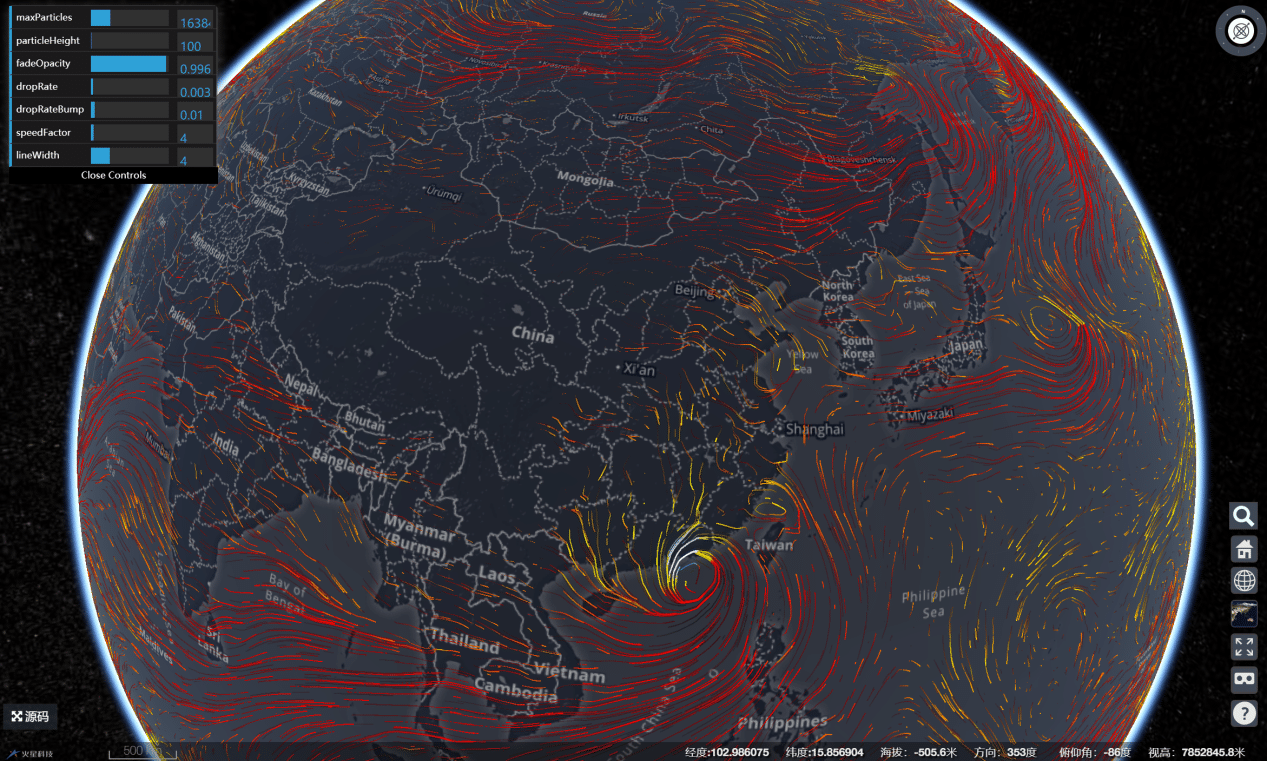 maxParticles 1638
particleHeight 100
fadeOpacity 0.996
dropRate 0.003
dropRateBump 0.01
speedFactor 4
lineWidth 4
Close Controls
Russia
Kazakhstan
Irkutsk
Chita
Blagoveshchensk
Mongolia
Ürümqi
Kyrgyzstan
Tajikistan
Afghanistan
Pakistan
Beijing
North
Korea
East Sea
Sea
of Japan
South
Korea
Japan
Yellow
Sea
China
Xi'an
Shanghai
Miyazaki
Nepal
Bhutan
India
Mumbai
Bangladesh
Myanmar
(Burma)
Laos
Taiwan
Bay of
Bengal
Philippine
Sea
Sri
Lanka
Maldives
Thailand
Vietnam
Cambodia
South China Sea
Philippines
源码
火星科技
500
经度:102.986075 纬度:15.856904 海拔: -505.6米 方向: 353度 俯仰角: -86度 视高: 7852845.8米